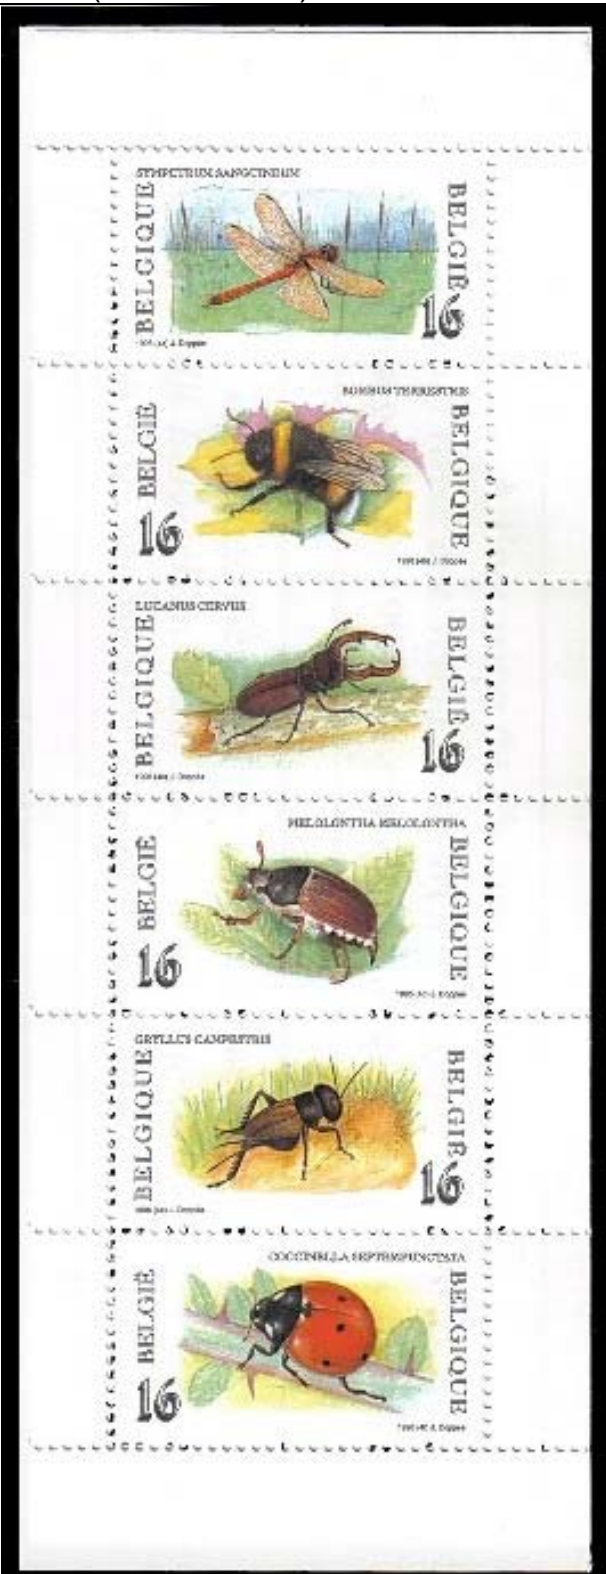 SYMPETRUM SANGUINEUM
BELGIQUE
BELGIË
16
BOMBUS TERRESTRIS
BELGIË
BELGIQUE
16
LUCANUS CERVUS
BELGIQUE
BELGIË
16
MELOLONTHA MELOLONTHA
BELGIË
BELGIQUE
16
GRYLLUS CAMPESTRIS
BELGIQUE
BELGIË
16
COCCINELLA SEPTEMPUNCTATA
BELGIË
BELGIQUE
16